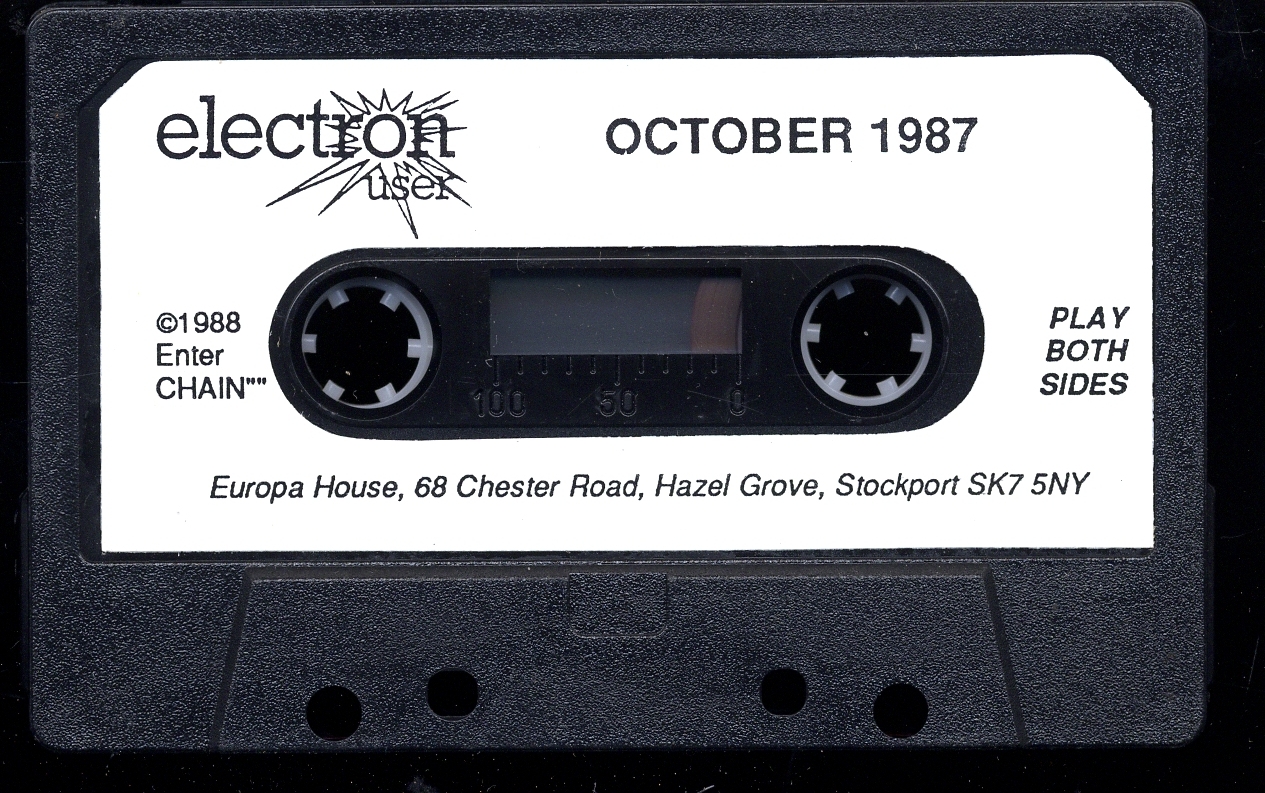 electron
user
OCTOBER 1987
©1988
Enter
CHAIN""
PLAY
BOTH
SIDES
100 50 0
Europa House, 68 Chester Road, Hazel Grove, Stockport SK7 5NY